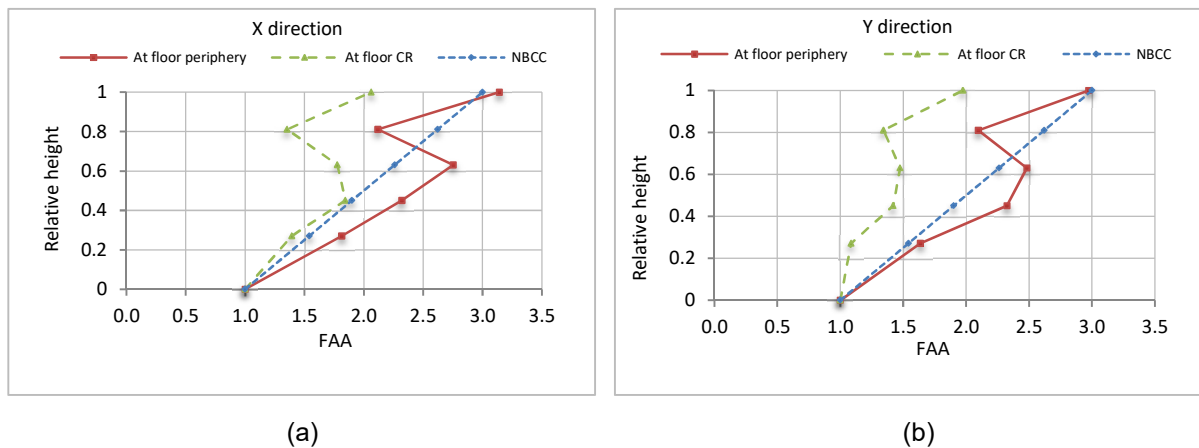 X direction
At floor periphery At floor CR NBCC
1
0.8
0.6
0.4
0.2
0
Relative height
0.0 0.5 1.0 1.5 2.0 2.5 3.0 3.5
FAA
(a)
Y direction
At floor periphery At floor CR NBCC
1
0.8
0.6
0.4
0.2
0
Relative height
0.0 0.5 1.0 1.5 2.0 2.5 3.0 3.5
FAA
(b)